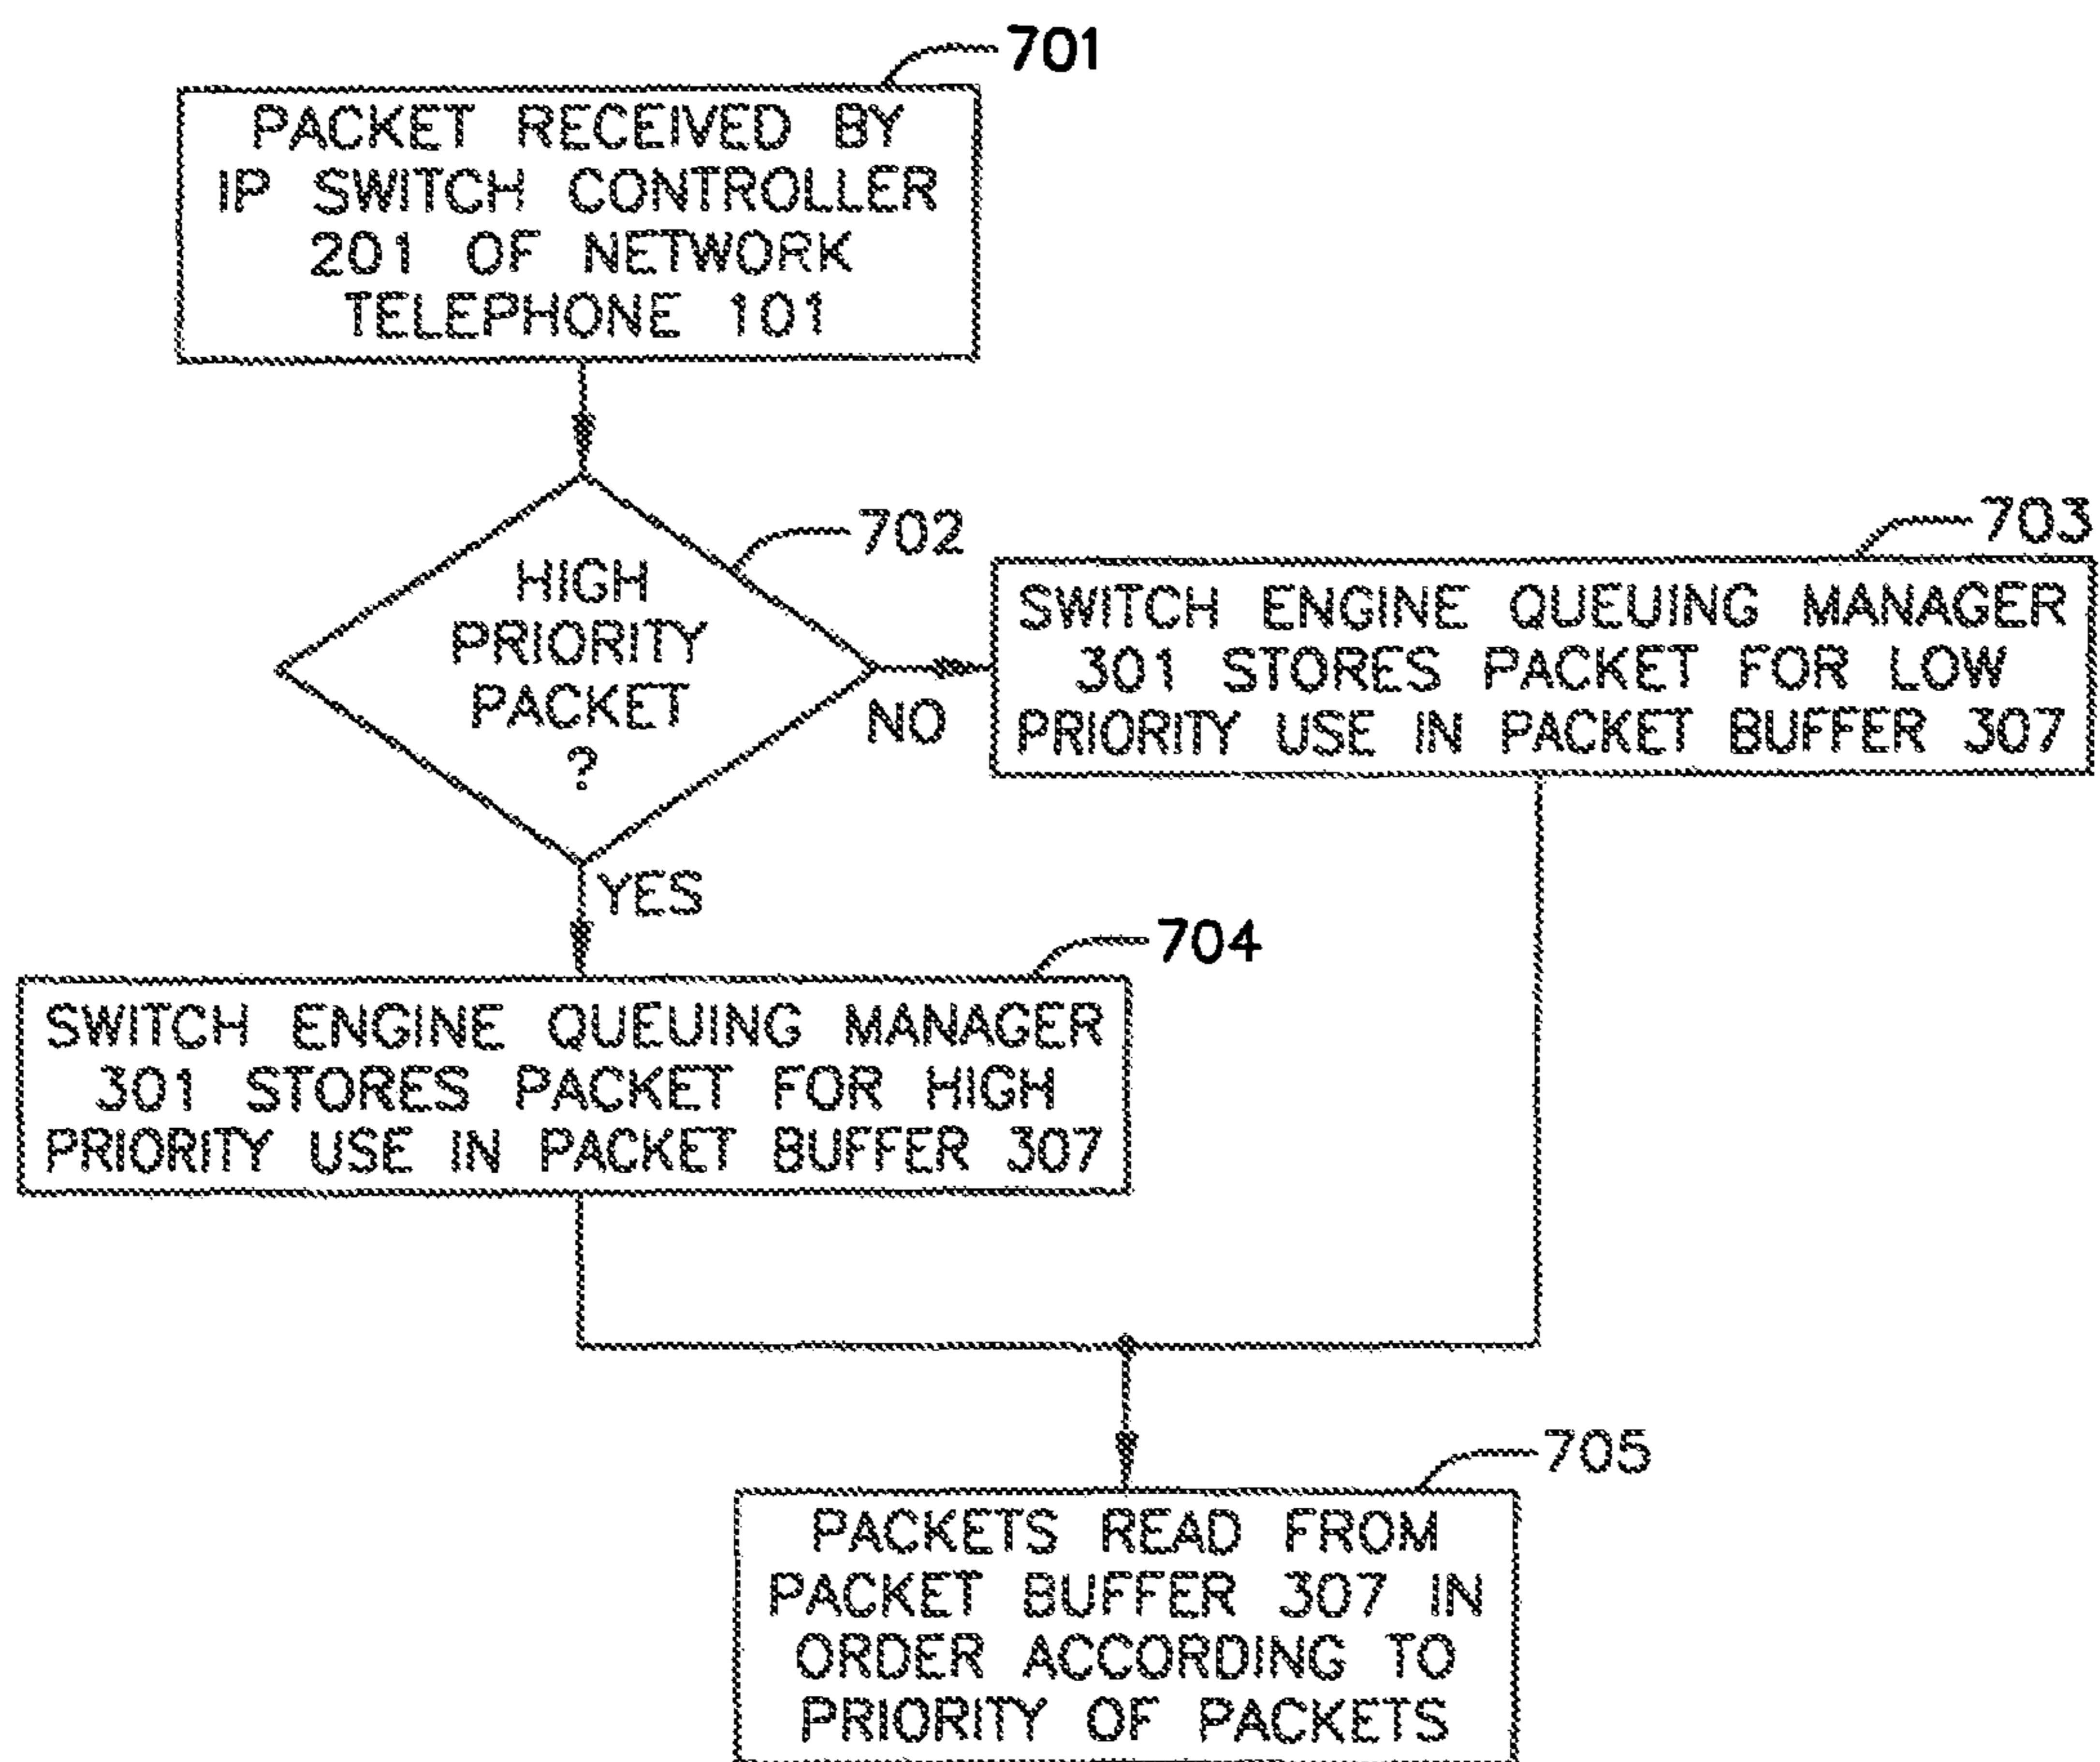 701
PACKET RECEIVED BY
IP SWITCH CONTROLLER
201 OF NETWORK
TELEPHONE 101
702
HIGH
PRIORITY
PACKET
?
NO
703
SWITCH ENGINE QUEUING MANAGER
301 STORES PACKET FOR LOW
PRIORITY USE IN PACKET BUFFER 307
YES
704
SWITCH ENGINE QUEUING MANAGER
301 STORES PACKET FOR HIGH
PRIORITY USE IN PACKET BUFFER 307
705
PACKETS READ FROM
PACKET BUFFER 307 IN
ORDER ACCORDING TO
PRIORITY OF PACKETS